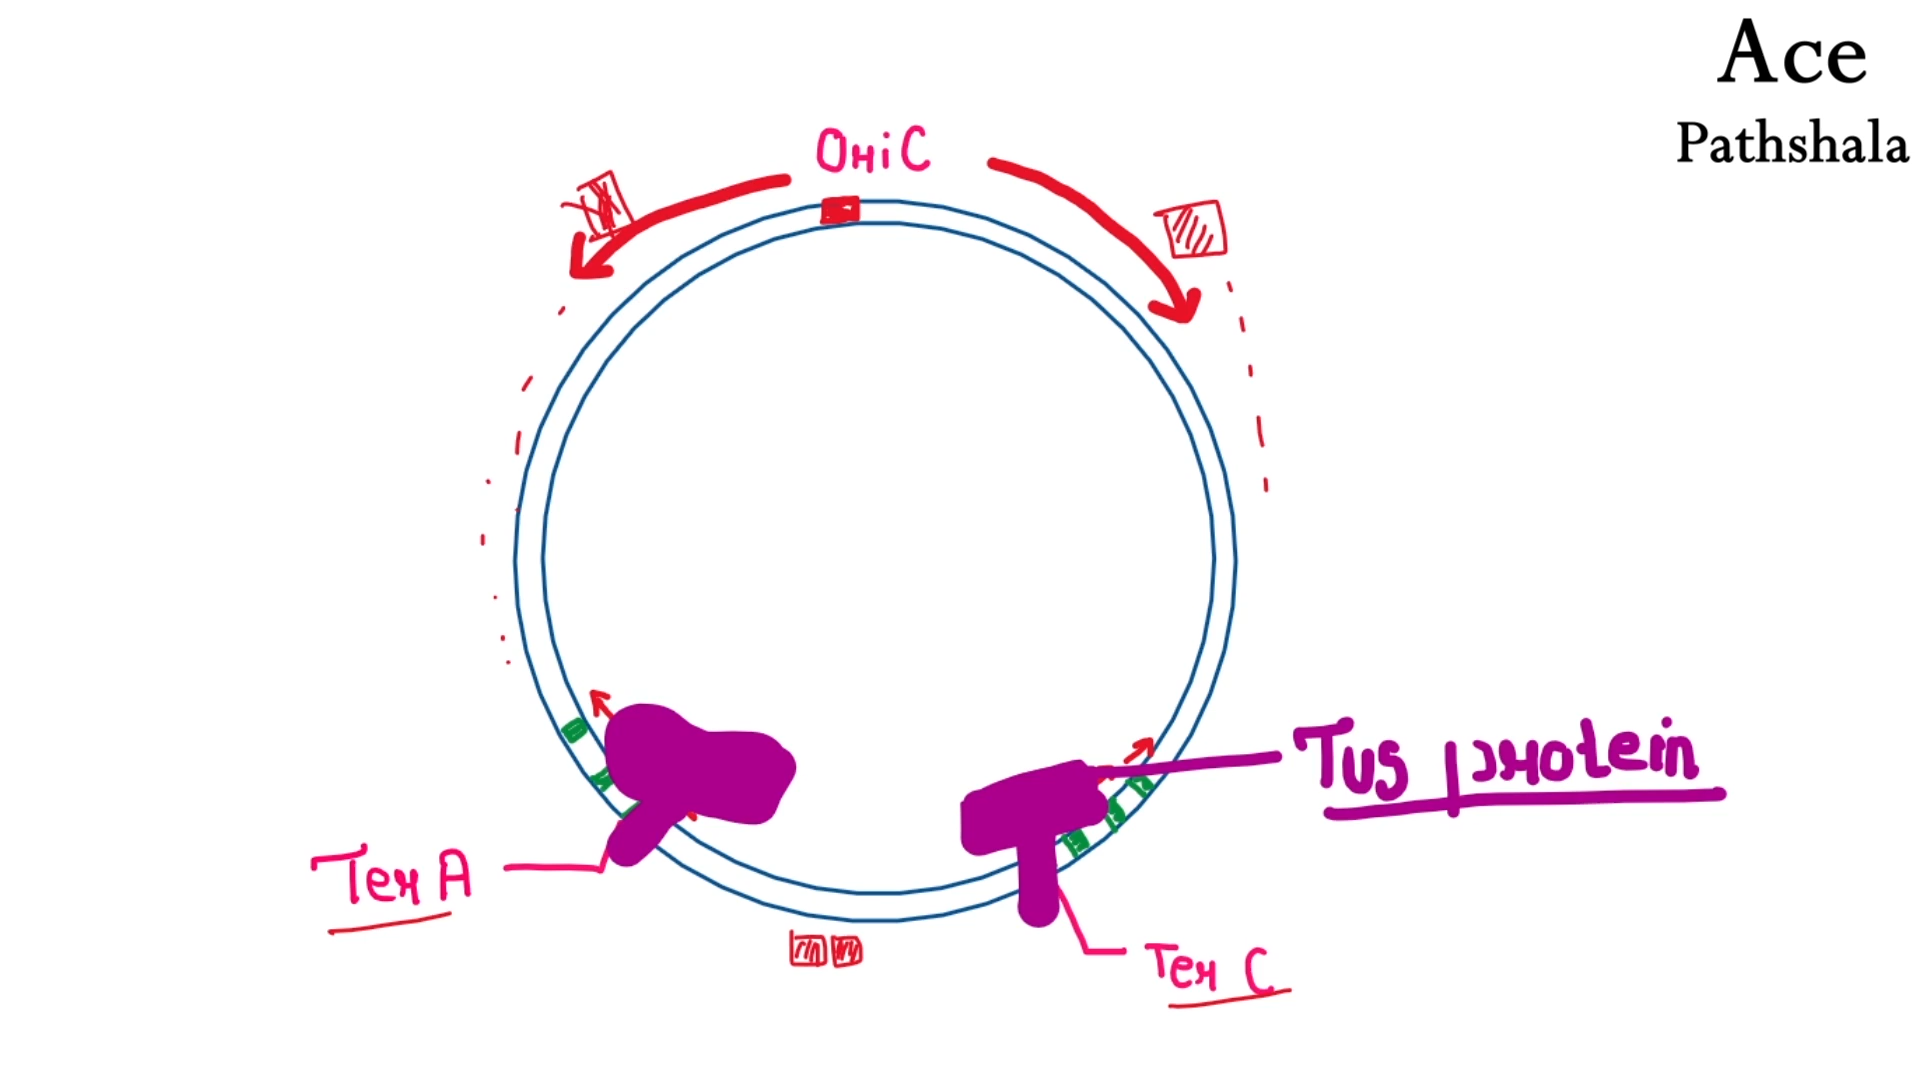 Ace
Pathshala
OriC
Tus protein
Ter A
Ter C